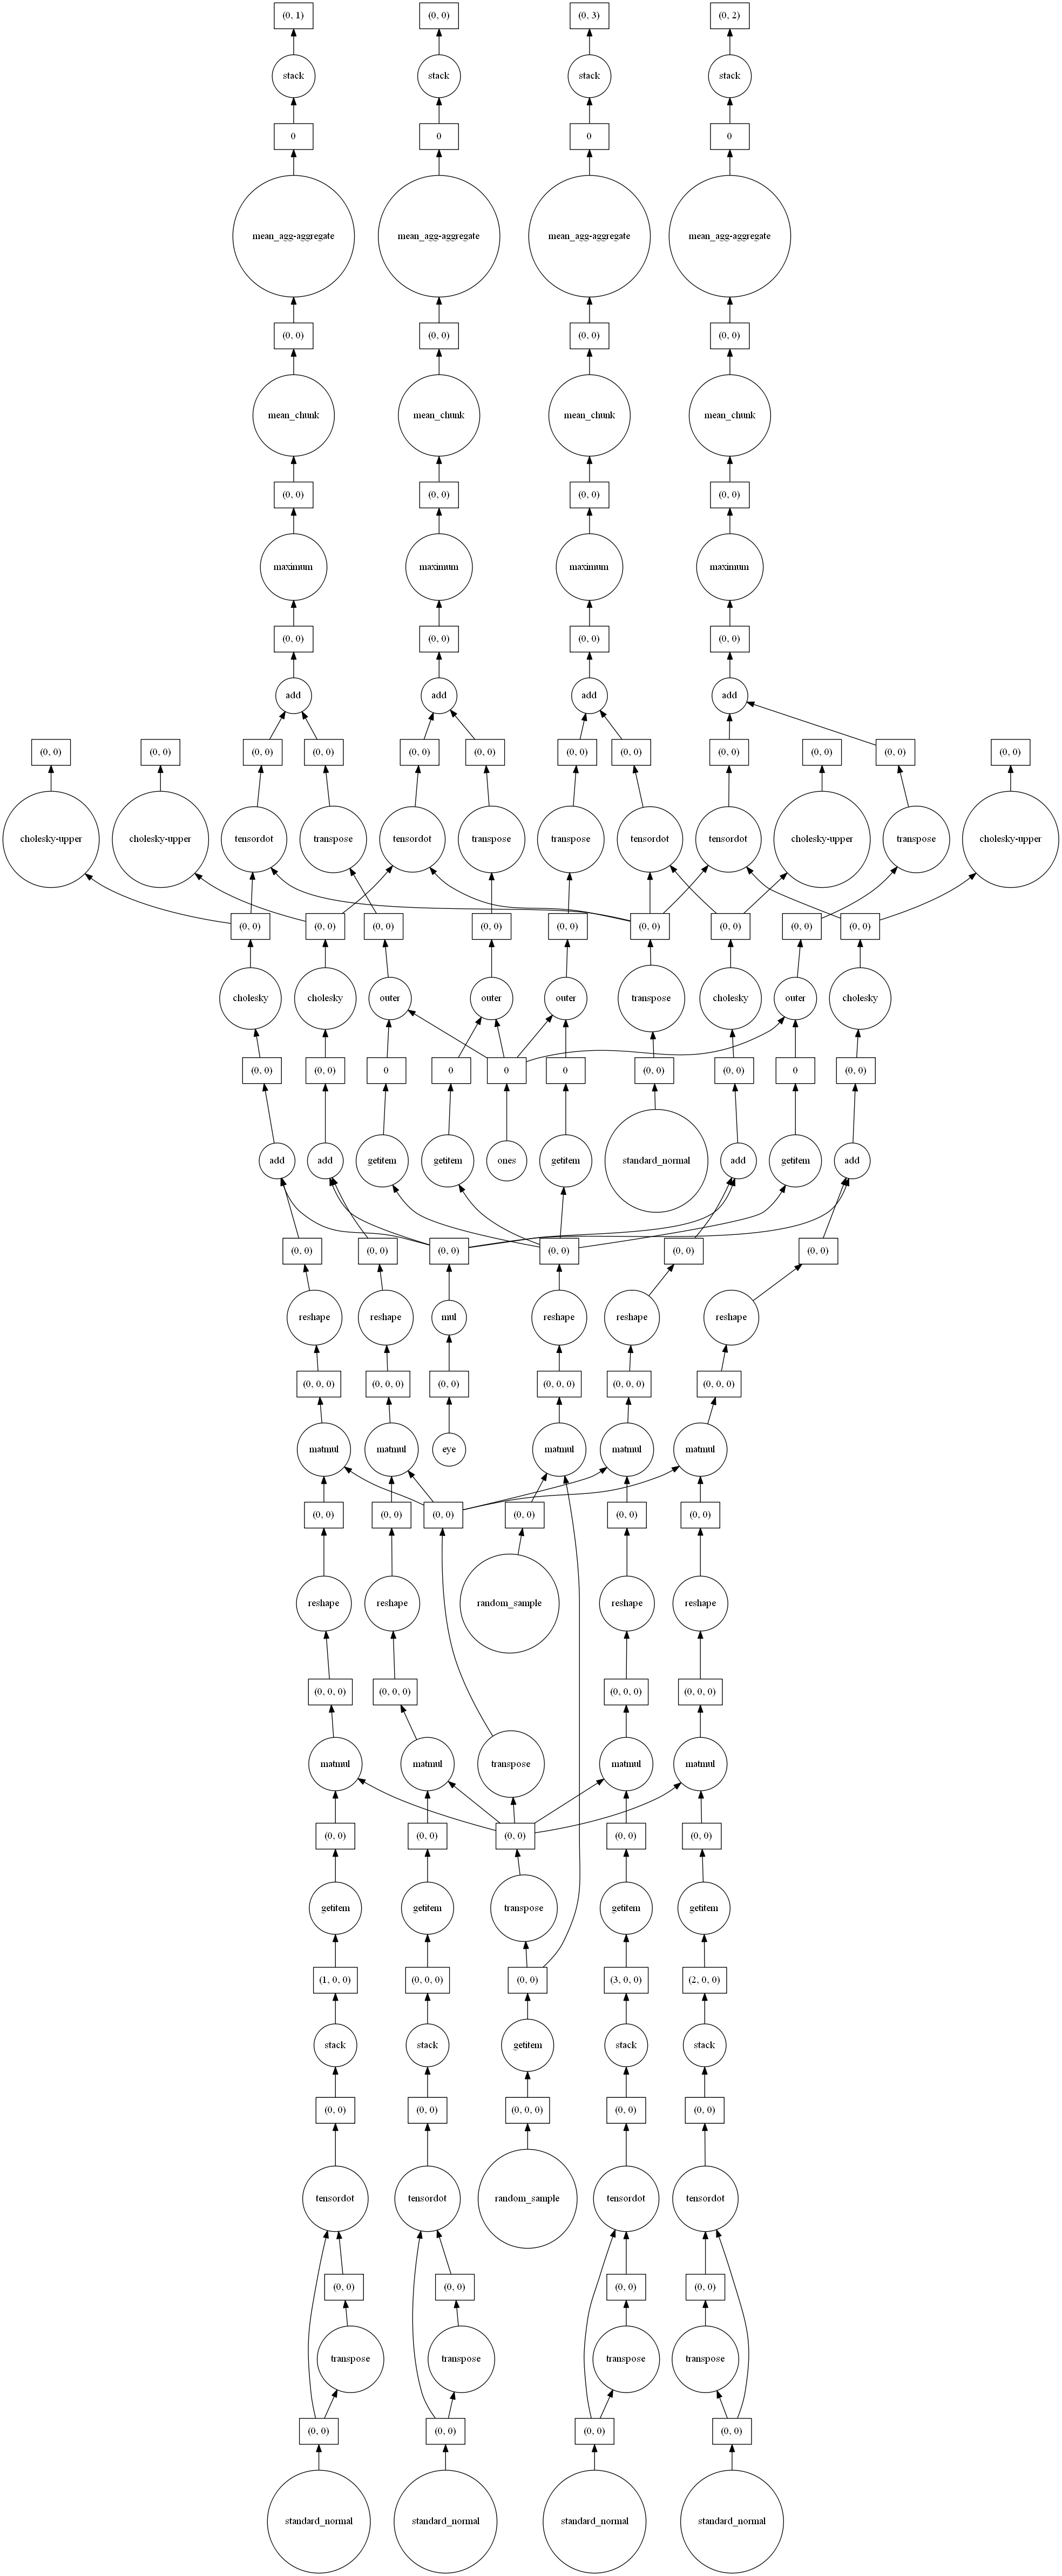 (0, 1) (0, 0) (0, 3) (0, 2)
stack stack stack stack
0 0 0 0
mean_agg-aggregate mean_agg-aggregate mean_agg-aggregate mean_agg-aggregate
(0, 0) (0, 0) (0, 0) (0, 0)
mean_chunk mean_chunk mean_chunk mean_chunk
(0, 0) (0, 0) (0, 0) (0, 0)
maximum maximum maximum maximum
(0, 0) (0, 0) (0, 0) (0, 0)
add add add add
(0, 0) (0, 0) (0, 0) (0, 0) (0, 0) (0, 0) (0, 0) (0, 0) (0, 0) (0, 0) (0, 0) (0, 0)
cholesky-upper cholesky-upper tensordot transpose tensordot transpose transpose tensordot tensordot cholesky-upper transpose cholesky-upper
(0, 0) (0, 0) (0, 0) (0, 0) (0, 0) (0, 0) (0, 0) (0, 0) (0, 0)
cholesky cholesky outer outer outer transpose cholesky outer cholesky
(0, 0) (0, 0) 0 0 0 0 (0, 0) (0, 0) 0 (0, 0)
add add getitem getitem ones getitem standard_normal add getitem add
(0, 0) (0, 0) (0, 0) (0, 0) (0, 0) (0, 0)
reshape reshape mul reshape reshape reshape
(0, 0, 0) (0, 0, 0) (0, 0) (0, 0, 0) (0, 0, 0) (0, 0, 0)
matmul matmul eye matmul matmul matmul
(0, 0) (0, 0) (0, 0) (0, 0) (0, 0) (0, 0)
reshape reshape random_sample reshape reshape
(0, 0, 0) (0, 0, 0) (0, 0, 0) (0, 0, 0)
matmul matmul transpose matmul matmul
(0, 0) (0, 0) (0, 0) (0, 0) (0, 0)
getitem getitem transpose getitem getitem
(1, 0, 0) (0, 0, 0) (0, 0) (3, 0, 0) (2, 0, 0)
stack stack getitem stack stack
(0, 0) (0, 0) (0, 0, 0) (0, 0) (0, 0)
tensordot tensordot random_sample tensordot tensordot
(0, 0) (0, 0) (0, 0) (0, 0)
transpose transpose transpose transpose
(0, 0) (0, 0) (0, 0) (0, 0)
standard_normal standard_normal standard_normal standard_normal